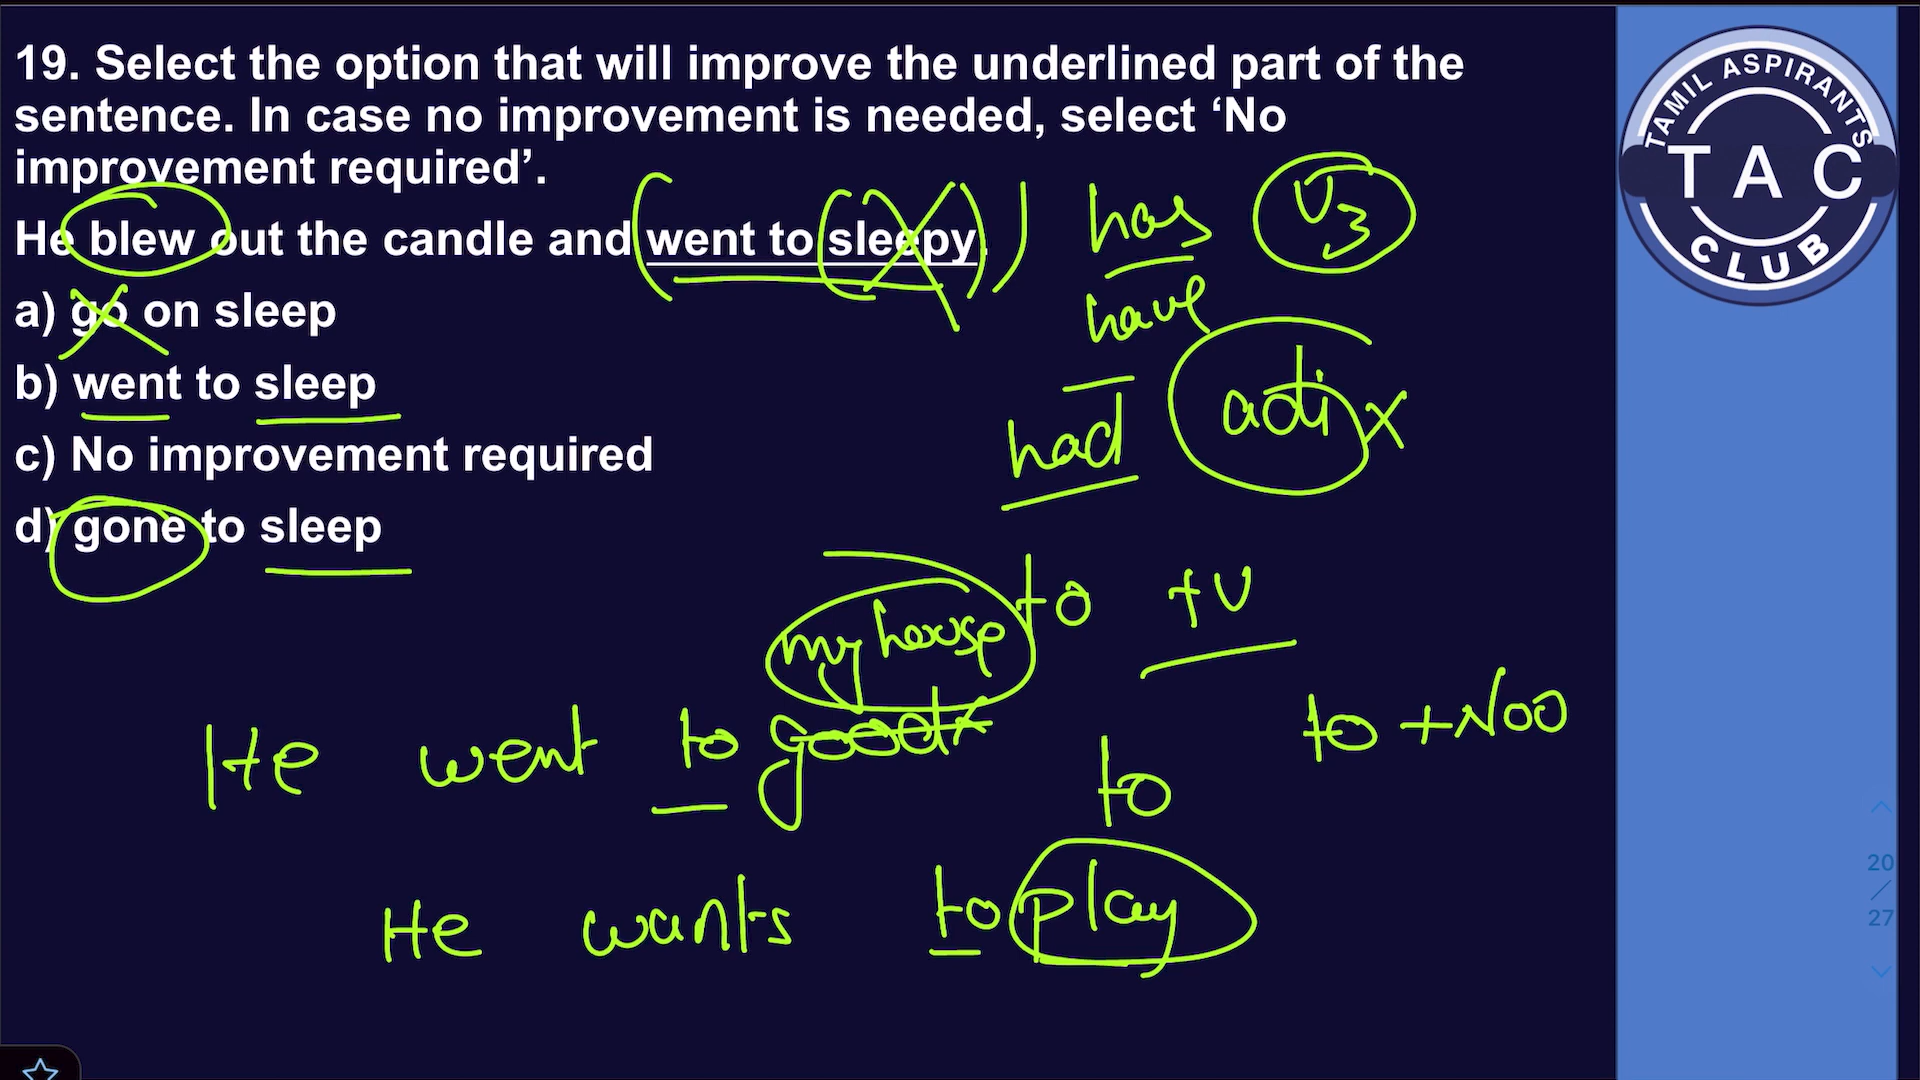 19. Select the option that will improve the underlined part of the
sentence. In case no improvement is needed, select ‘No
improvement required’.
He blew out the candle and went to sleepy.
a) go on sleep
b) went to sleep
c) No improvement required
d) gone to sleep
has V3
have
had adj x
my house to + V
He went to good to + Noo
to
He wants to play
TAMIL ASPIRANTS
TAC
CLUB
20
/
27